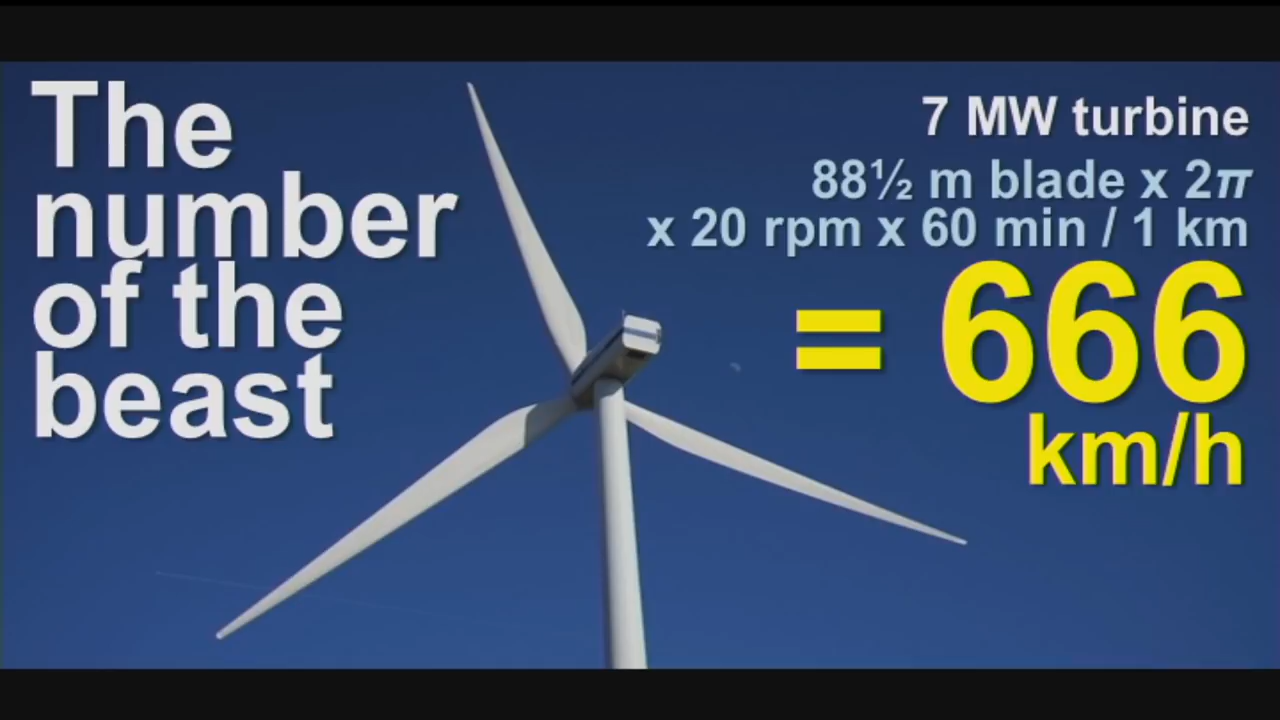 The
number
of the
beast
7 MW turbine
88½ m blade x 2π
x 20 rpm x 60 min / 1 km
= 666
km/h